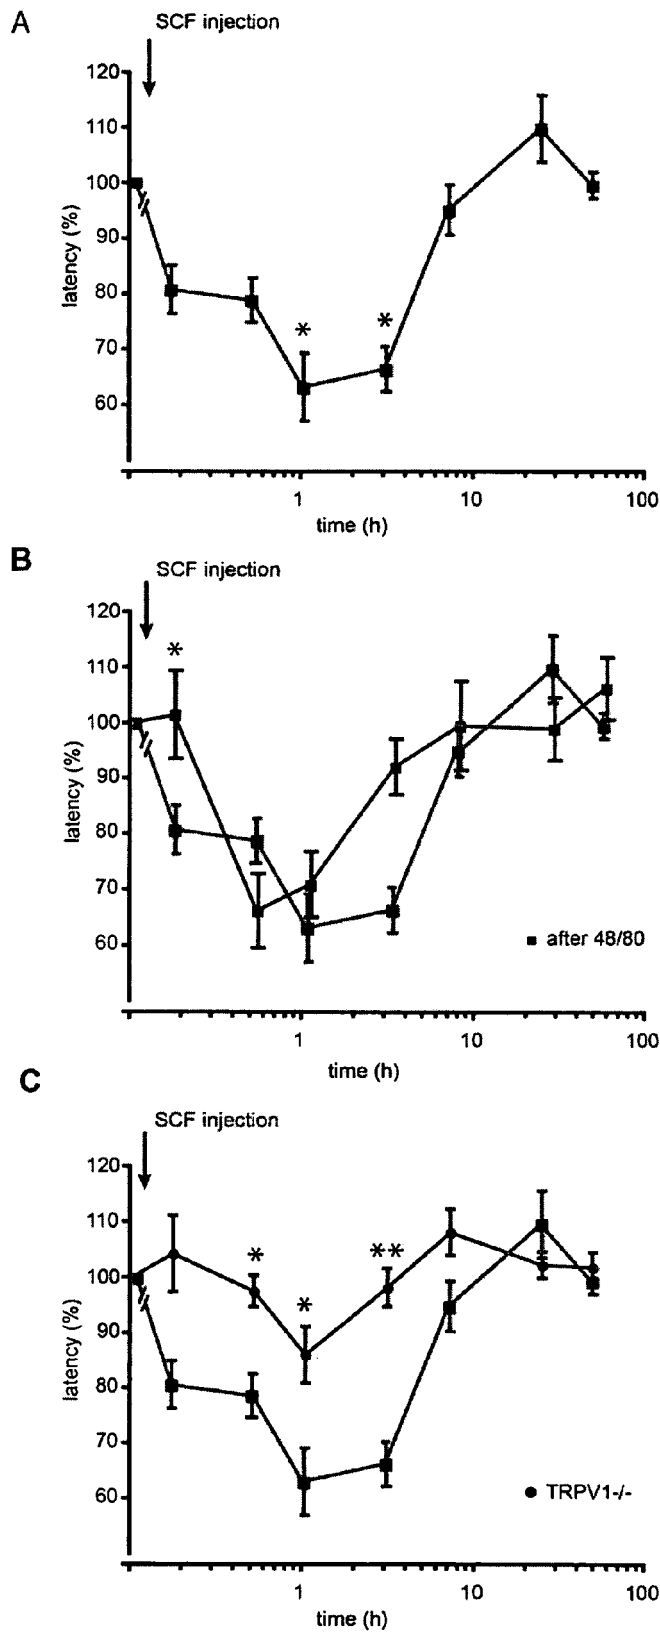 A
SCF injection
120
110
100
90
80
70
60
latency (%)
*
*
1
10
100
time (h)
B
SCF injection
120
110
100
90
80
70
60
latency (%)
*
after 48/80
1
10
100
time (h)
C
SCF injection
120
110
100
90
80
70
60
latency (%)
*
*
**
TRPV1-/-
1
10
100
time (h)